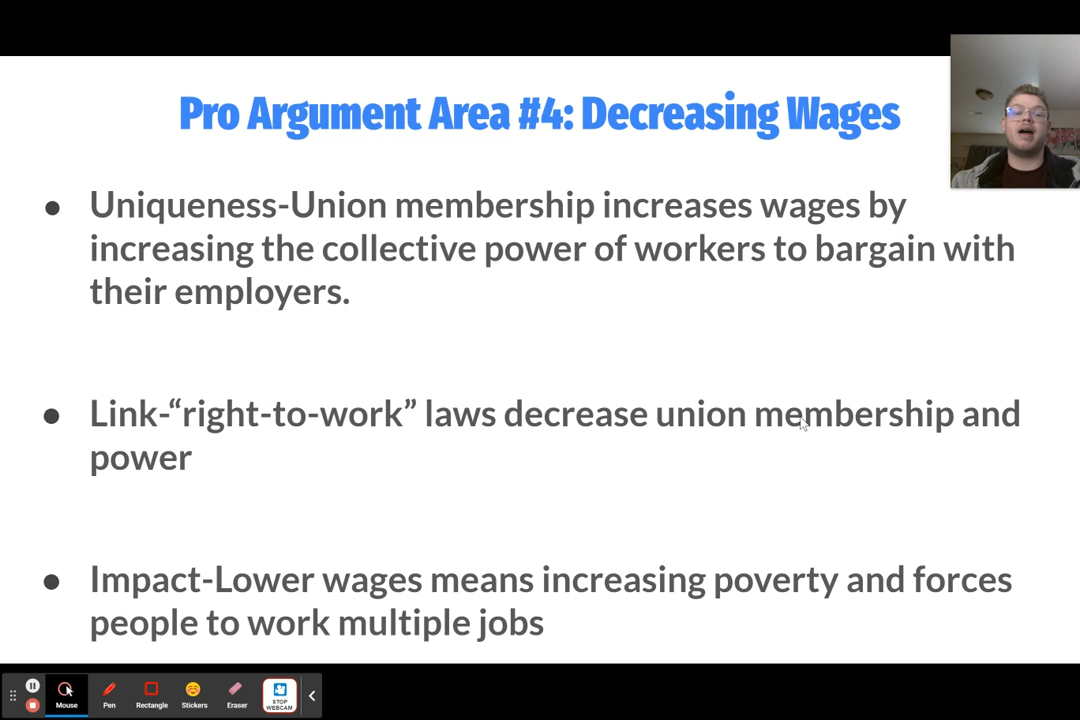 Pro Argument Area #4: Decreasing Wages
● Uniqueness-Union membership increases wages by
increasing the collective power of workers to bargain with
their employers.
● Link-“right-to-work” laws decrease union membership and
power
● Impact-Lower wages means increasing poverty and forces
people to work multiple jobs
Mouse Pen Rectangle Stickers Eraser STOP
WEBCAM